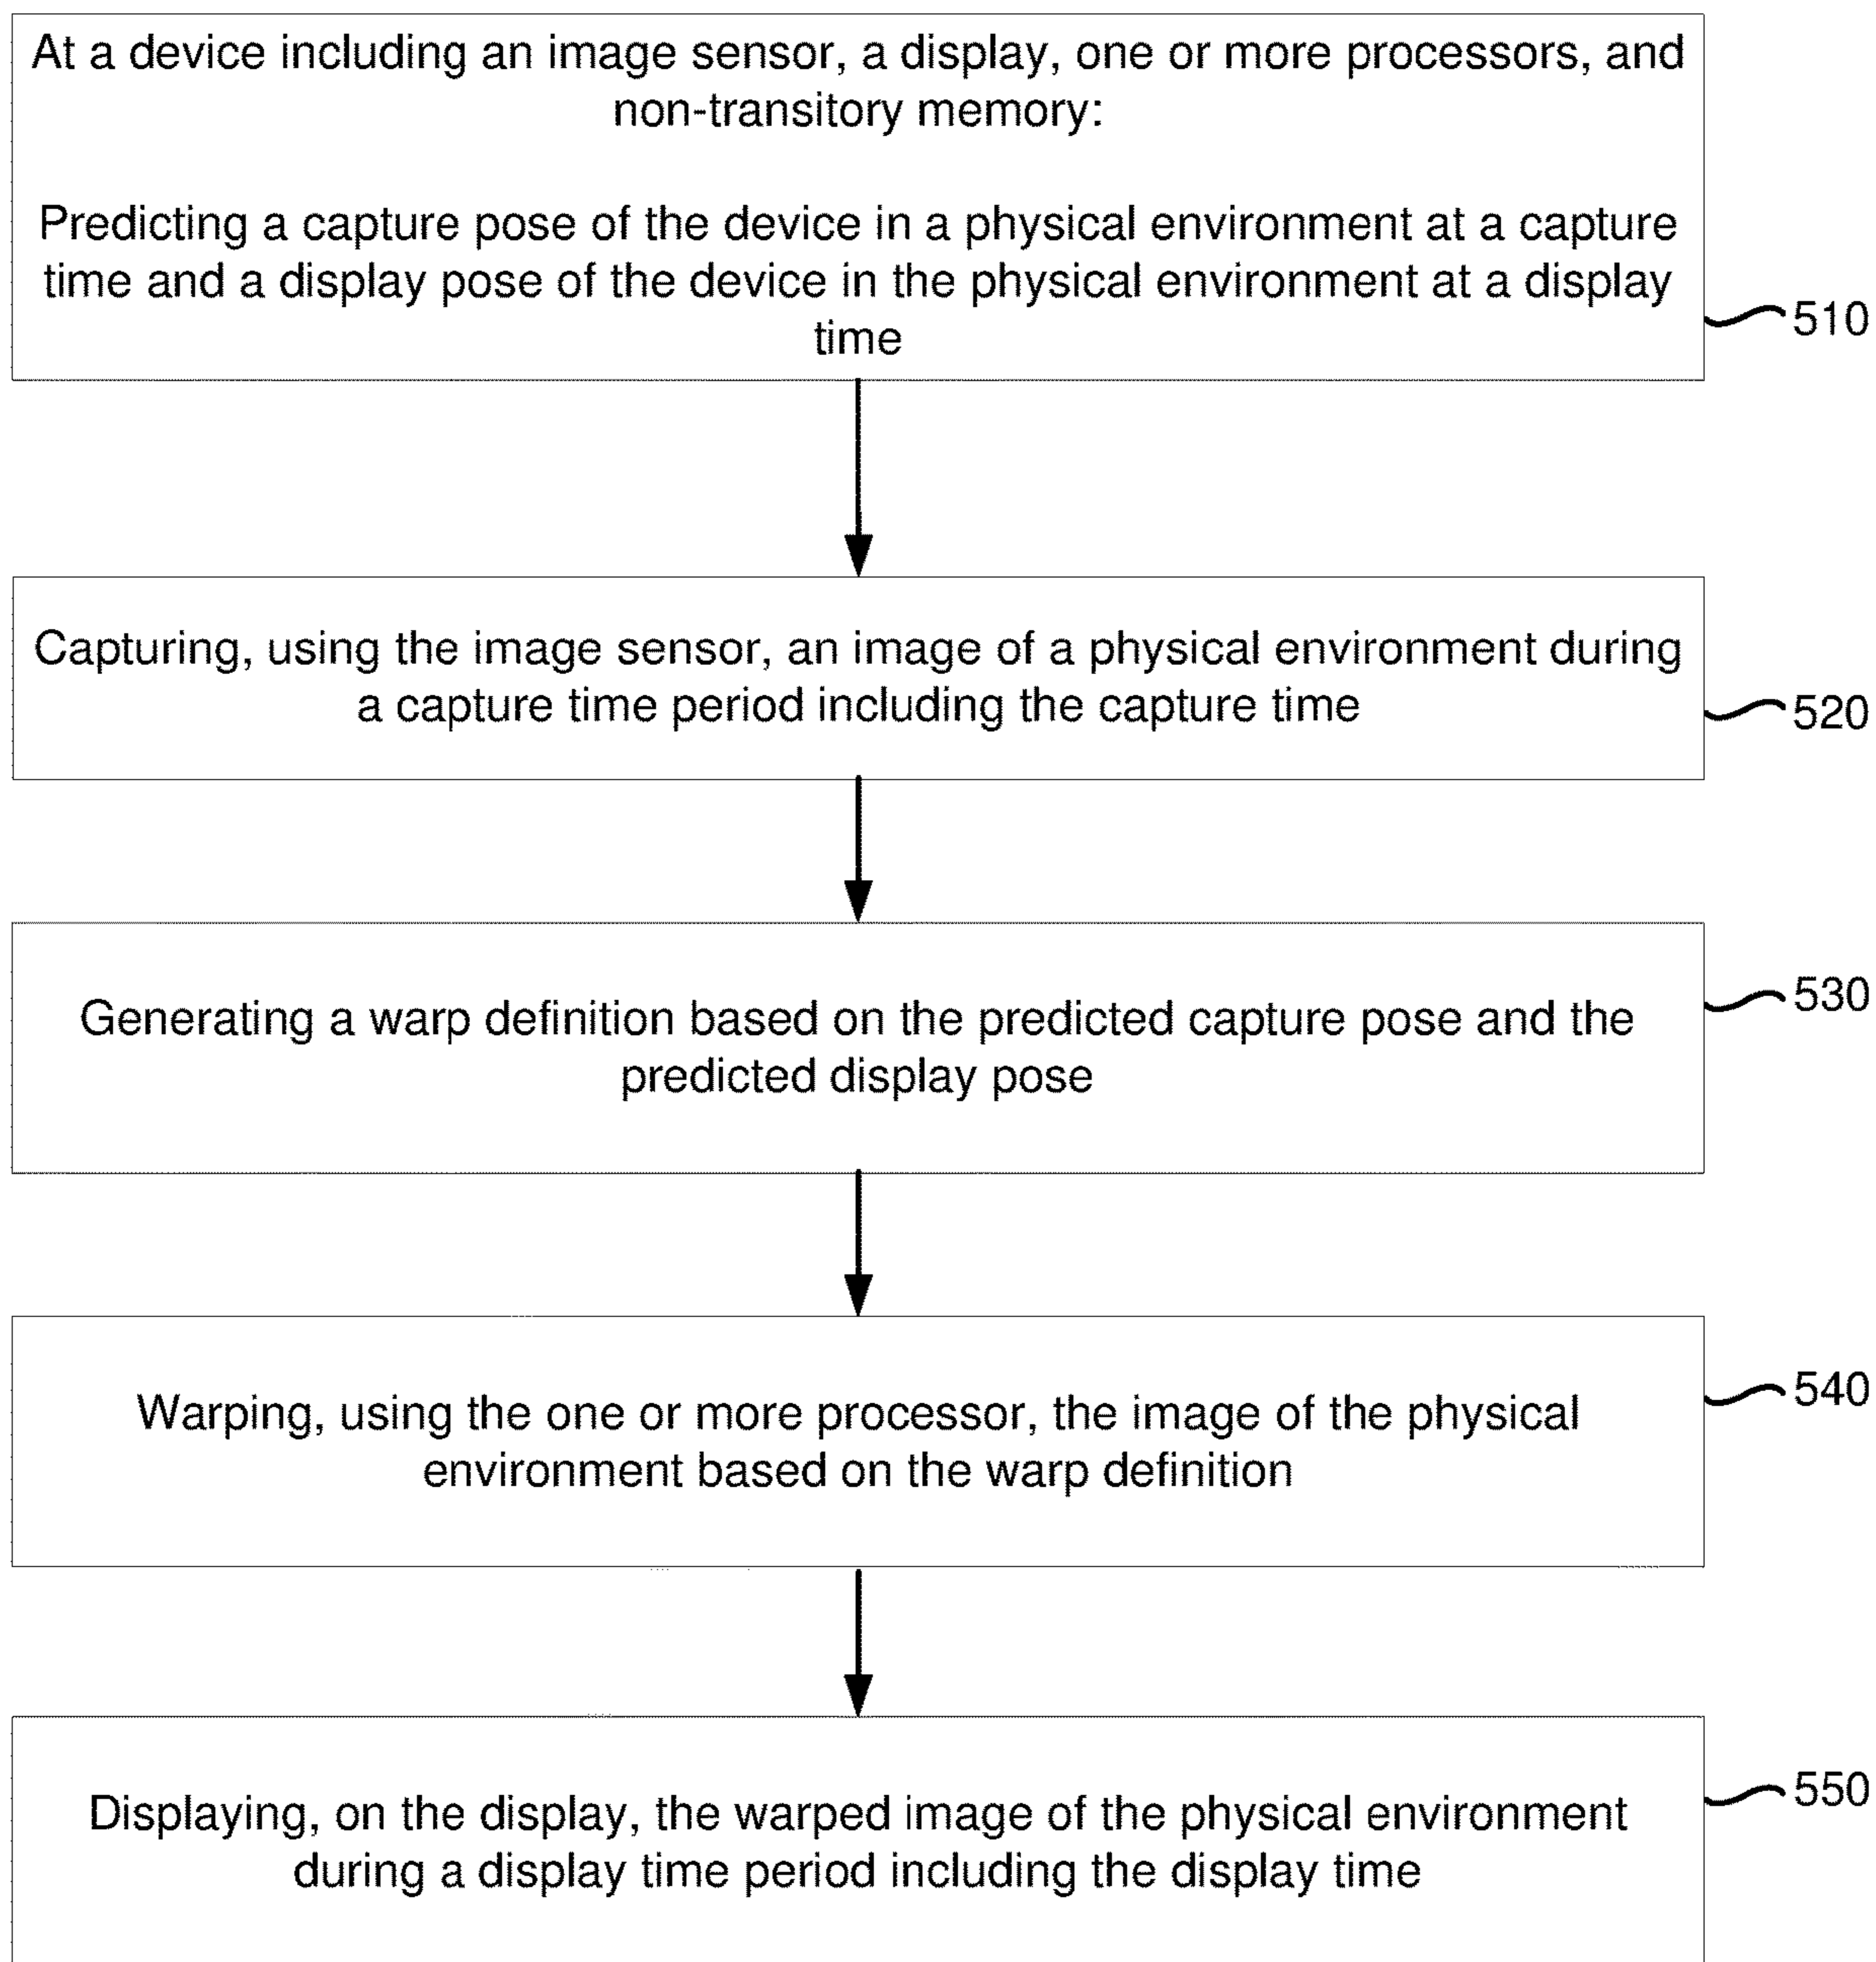 At a device including an image sensor, a display, one or more processors, and
non-transitory memory:
Predicting a capture pose of the device in a physical environment at a capture
time and a display pose of the device in the physical environment at a display
time
510
Capturing, using the image sensor, an image of a physical environment during
a capture time period including the capture time
520
Generating a warp definition based on the predicted capture pose and the
predicted display pose
530
Warping, using the one or more processor, the image of the physical
environment based on the warp definition
540
Displaying, on the display, the warped image of the physical environment
during a display time period including the display time
550